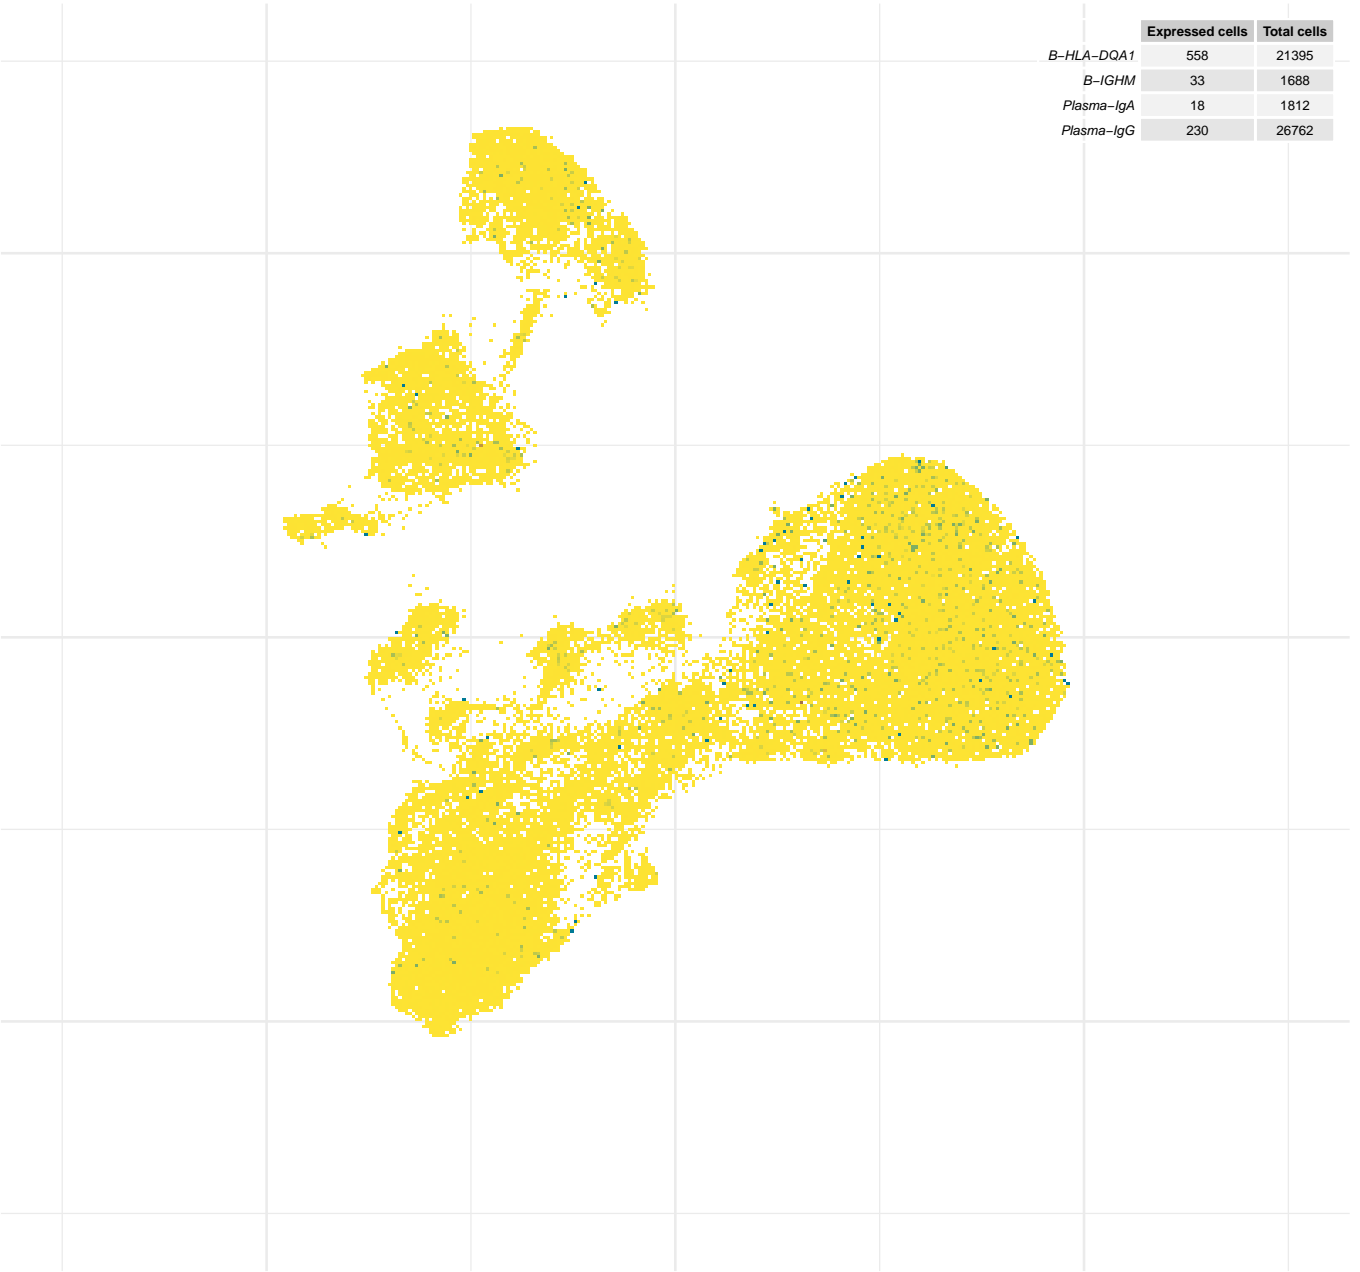 Expressed cells Total cells
B−HLA−DQA1 558 21395
B−IGHM 33 1688
Plasma−IgA 18 1812
Plasma−IgG 230 26762